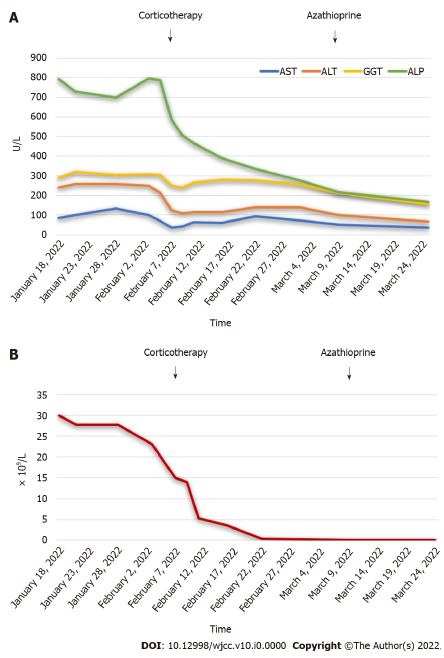 A
Corticotherapy Azathioprine
900
800
700
600
500
400
300
200
100
0
U/L
AST ALT GGT ALP
January 18, 2022
January 23, 2022
January 28, 2022
February 2, 2022
February 7, 2022
February 12, 2022
February 17, 2022
February 22, 2022
February 27, 2022
March 4, 2022
March 9, 2022
March 14, 2022
March 19, 2022
March 24, 2022
Time
B
Corticotherapy Azathioprine
35
30
25
20
15
10
5
0
× 10⁹/L
January 18, 2022
January 23, 2022
January 28, 2022
February 2, 2022
February 7, 2022
February 12, 2022
February 17, 2022
February 22, 2022
February 27, 2022
March 4, 2022
March 9, 2022
March 14, 2022
March 19, 2022
March 24, 2022
Time
DOI: 10.12998/wjcc.v10.i0.0000 Copyright ©The Author(s) 2022.